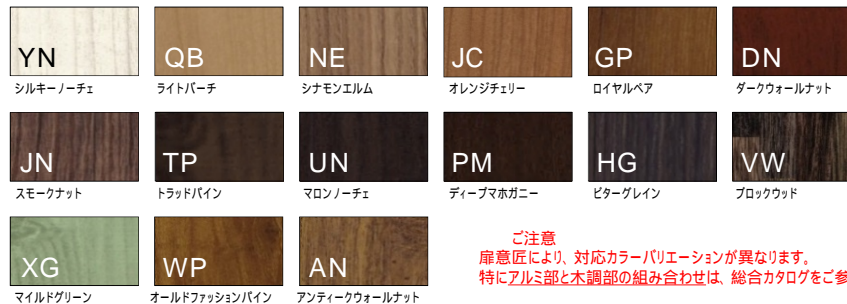 YN QB NE JC GP DN
シルキーノーチェ ライトバーチ シナモンエルム オレンジチェリー ロイヤルペア ダークウォールナット
JN TP UN PM HG VW
スモークナット トラッドパイン マロンノーチェ ディープマホガニー ビターグレイン ブロックウッド
XG WP AN
マイルドグリーン オールドファッションパイン アンティークウォールナット
ご注意
扉意匠により、対応カラーバリエーションが異なります。
特にアルミ部と木調部の組み合わせは、総合カタログをご参